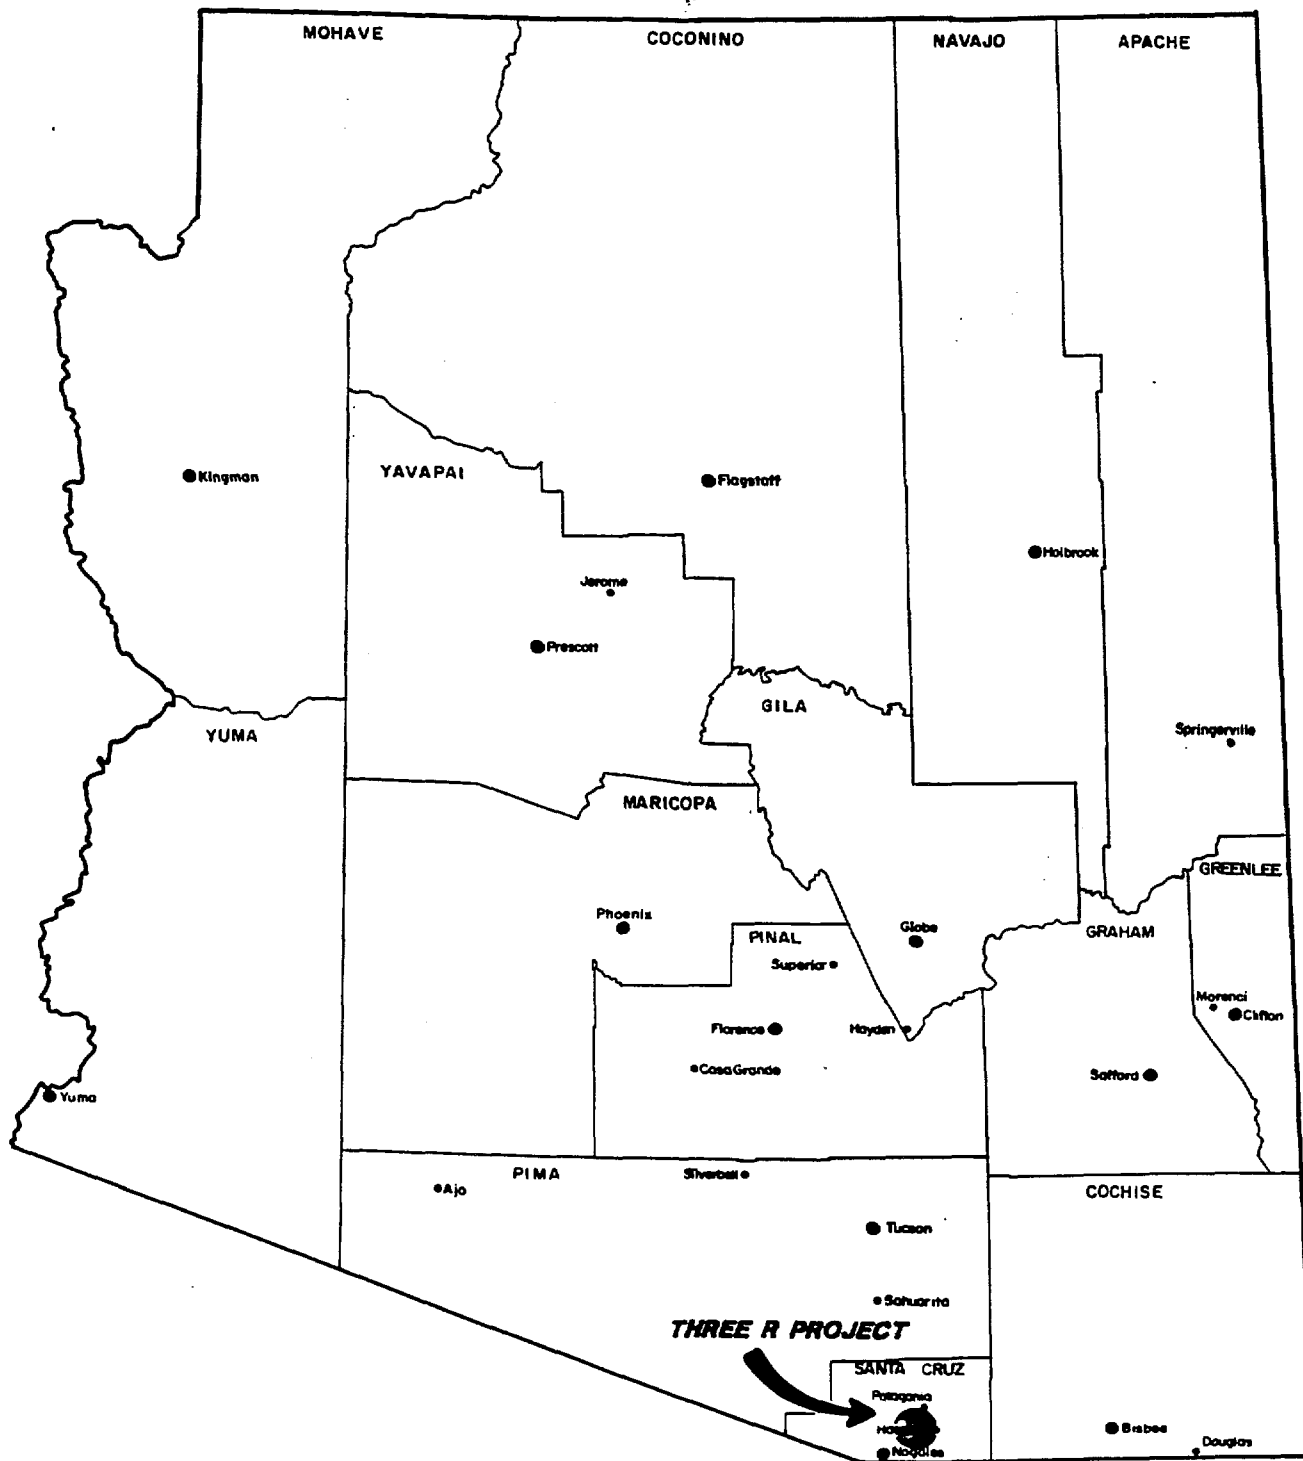 MOHAVE
COCONINO
NAVAJO
APACHE
Kingman
YAVAPAI
Flagstaff
Holbrook
Jerome
Prescott
GILA
YUMA
Springerville
MARICOPA
GREENLEE
Phoenix
PINAL
Globe
GRAHAM
Superior
Morenci
Clifton
Florence
Hayden
Casa Grande
Safford
Yuma
PIMA
Silverbell
Ajo
COCHISE
Tucson
Sahuarita
THREE R PROJECT
SANTA CRUZ
Patagonia
Nogales
Bisbee
Douglas